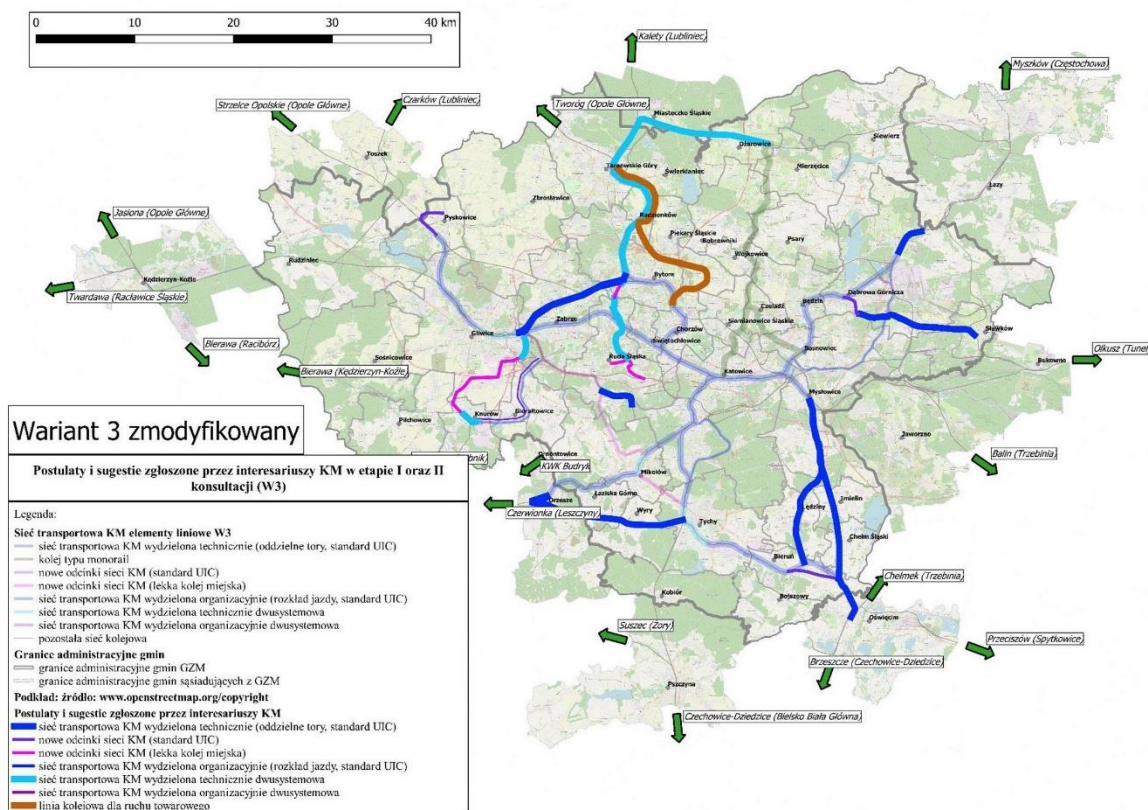 0 10 20 30 40 km
Kalety (Lubliniec)
Myszków (Częstochowa)
Strzelce Opolskie (Opole Główne)
Czarków (Lubliniec)
Tworóg (Opole Główne)
Miasteczko Śląskie
Ożarowice
Siewierz
Toszek
Tarnowskie Góry
Świerklaniec
Mierzęcice
Łazy
Zbrosławice
Jasiona (Opole Główne)
Pyskowice
Radzionków
Piekary Śląskie
Bobrowniki
Psary
Wojkowice
Rudziniec
Kędzierzyn-Koźle
Bytom
Dąbrowa Górnicza
Będzin
Twardawa (Racławice Śląskie)
Czeladź
Siemianowice Śląskie
Zabrze
Chorzów
Gliwice
Świętochłowice
Sosnowiec
Sławków
Bierawa (Racibórz)
Ruda Śląska
Bukowno
Olkusz (Tunel
Sośnicowice
Bierawa (Kędzierzyn-Koźle)
Katowice
Mysłowice
Knurów
Gierałtowice
Pilchowice
Jaworzno
Wariant 3 zmodyfikowany
bnik)
Ornontowice
KWK Budryk
Mikołów
Balin (Trzebinia)
Postulaty i sugestie zgłoszone przez interesariuszy KM w etapie I oraz II
konsultacji (W3)
Orzesze
Łaziska Górne
Wyry
Imielin
Lędziny
Czerwionka (Leszczyny)
Tychy
Chełm Śląski
Bieruń
Chełmek (Trzebinia)
Kobiór
Bojszowy
Oświęcim
Suszec (Żory)
Przeciszów (Spytkowice)
Brzeszcze (Czechowice-Dziedzice)
Pszczyna
Czechowice-Dziedzice (Bielsko Biała Główna)
Legenda:
Sieć transportowa KM elementy liniowe W3
sieć transportowa KM wydzielona technicznie (oddzielne tory, standard UIC)
kolej typu monorail
nowe odcinki sieci KM (standard UIC)
nowe odcinki sieci KM (lekka kolej miejska)
sieć transportowa KM wydzielona organizacyjnie (rozkład jazdy, standard UIC)
sieć transportowa KM wydzielona technicznie dwusystemowa
sieć transportowa KM wydzielona organizacyjnie dwusystemowa
pozostała sieć kolejowa
Granice administracyjne gmin
granice administracyjne gmin GZM
granice administracyjne gmin sąsiadujących z GZM
Podkład: źródło: www.openstreetmap.org/copyright
Postulaty i sugestie zgłoszone przez interesariuszy KM
sieć transportowa KM wydzielona technicznie (oddzielne tory, standard UIC)
nowe odcinki sieci KM (standard UIC)
nowe odcinki sieci KM (lekka kolej miejska)
sieć transportowa KM wydzielona organizacyjnie (rozkład jazdy, standard UIC)
sieć transportowa KM wydzielona technicznie dwusystemowa
sieć transportowa KM wydzielona organizacyjnie dwusystemowa
linia kolejowa dla ruchu towarowego